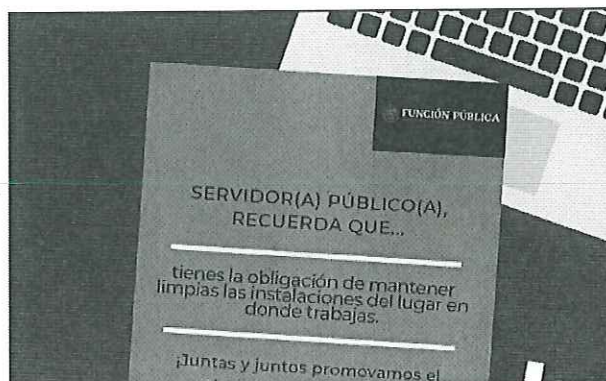 FUNCIÓN PÚBLICA
SERVIDOR(A) PÚBLICO(A),
RECUERDA QUE...
tienes la obligación de mantener
limpias las instalaciones del lugar en
donde trabajas.
¡Juntas y juntos promovamos el